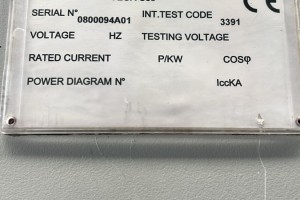 SERIAL N° 0800094A01 INT.TEST CODE 3391
VOLTAGE HZ TESTING VOLTAGE
RATED CURRENT P/KW COSφ
POWER DIAGRAM N° IccKA